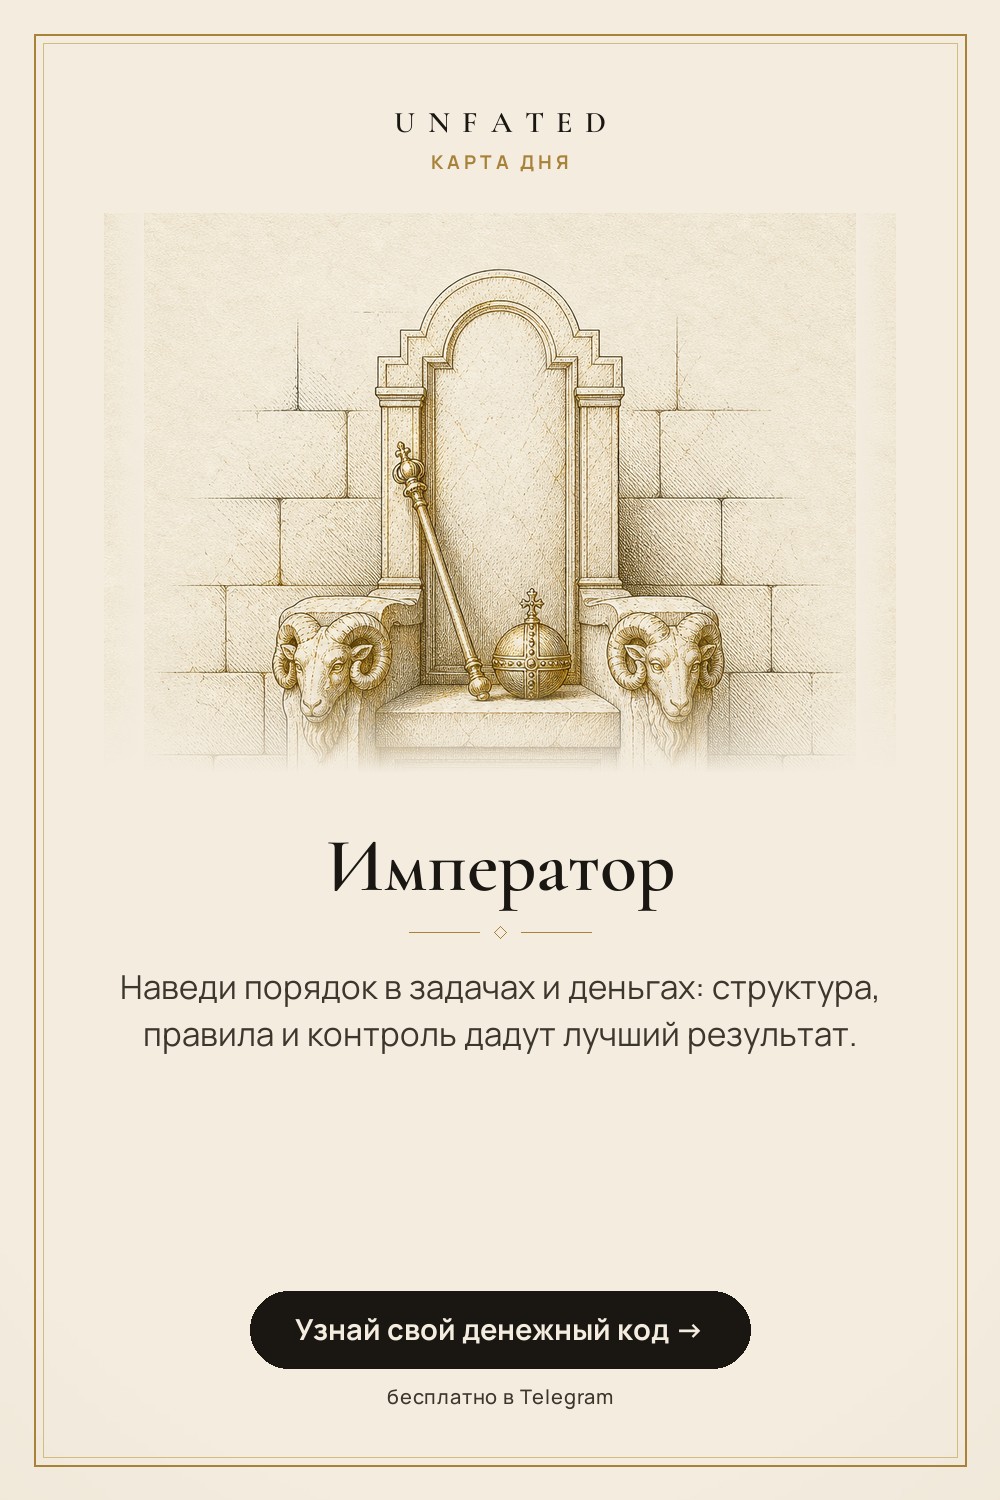 UNFATED
КАРТА ДНЯ
Император
Наведи порядок в задачах и деньгах: структура,
правила и контроль дадут лучший результат.
Узнай свой денежный код →
бесплатно в Telegram